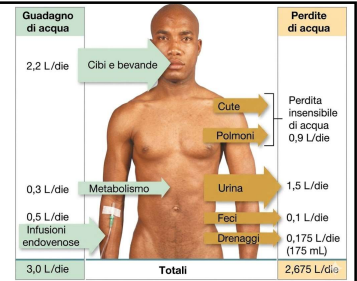 Guadagno
di acqua
Perdite
di acqua
2,2 L/die
Cibi e bevande
Cute
Polmoni
Perdita
insensibile
di acqua
0,9 L/die
0,3 L/die
Metabolismo
Urina
1,5 L/die
0,5 L/die
Infusioni
endovenose
Feci
0,1 L/die
Drenaggi
0,175 L/die
(175 mL)
3,0 L/die
Totali
2,675 L/die